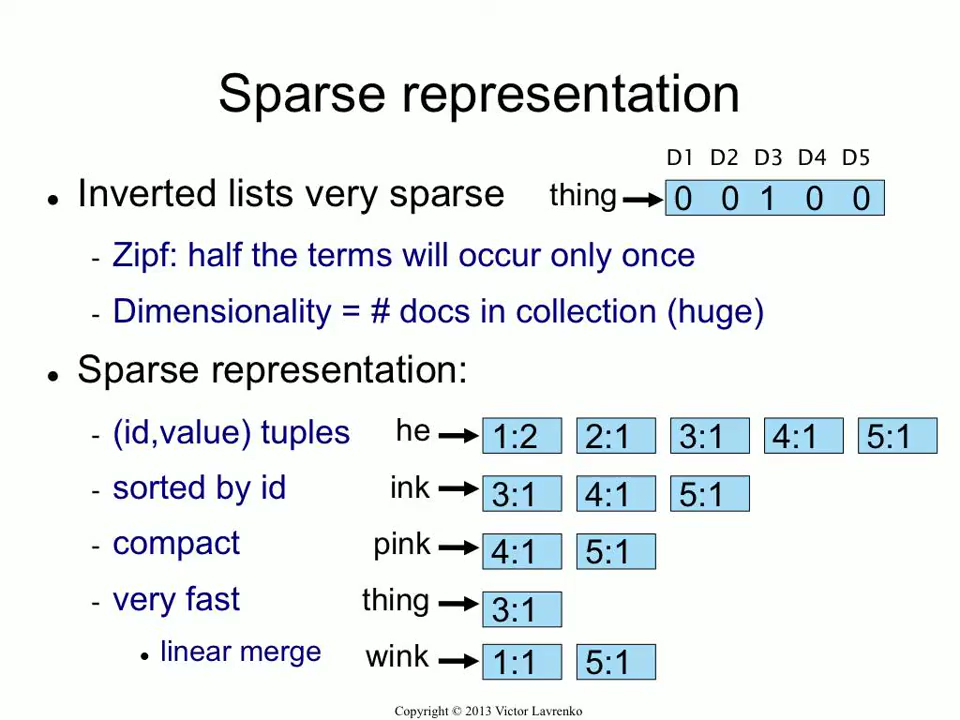 Sparse representation
D1 D2 D3 D4 D5
Inverted lists very sparse thing 0 0 1 0 0
- Zipf: half the terms will occur only once
- Dimensionality = # docs in collection (huge)
Sparse representation:
- (id,value) tuples he 1:2 2:1 3:1 4:1 5:1
- sorted by id ink 3:1 4:1 5:1
- compact pink 4:1 5:1
- very fast thing 3:1
linear merge wink 1:1 5:1
Copyright © 2013 Victor Lavrenko